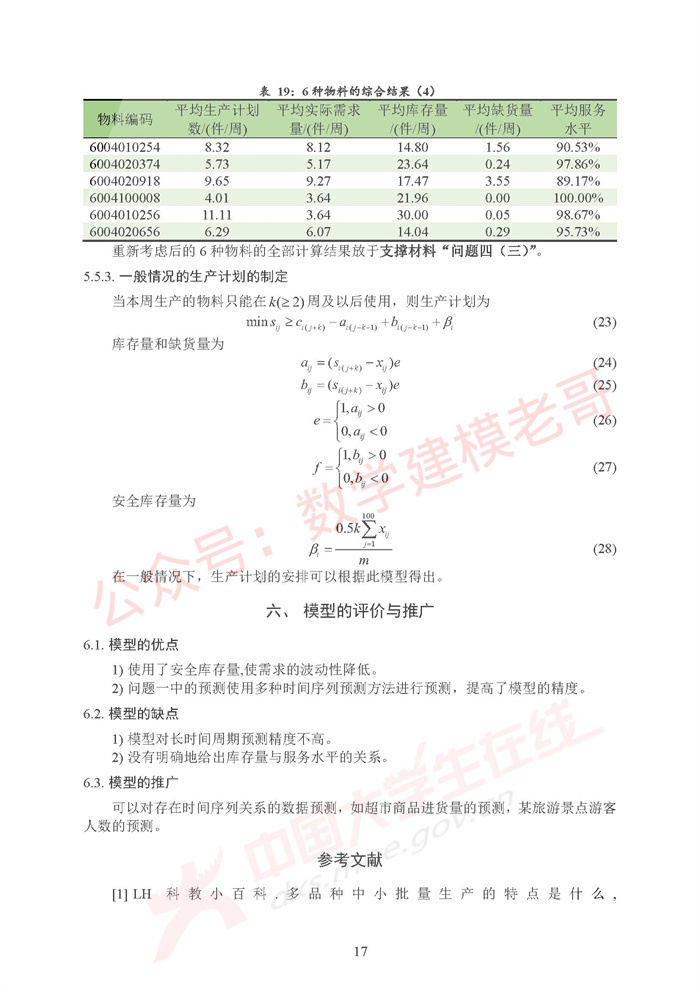 表 19：6 种物料的综合结果（4）
物料编码 平均生产计划数/(件/周) 平均实际需求量/(件/周) 平均库存量/(件/周) 平均缺货量/(件/周) 平均服务水平
6004010254 8.32 8.12 14.80 1.56 90.53%
6004020374 5.73 5.17 23.64 0.24 97.86%
6004020918 9.65 9.27 17.47 3.55 89.17%
6004100008 4.01 3.64 21.96 0.00 100.00%
6004010256 11.11 3.64 30.00 0.05 98.67%
6004020656 6.29 6.07 14.04 0.29 95.73%
重新考虑后的 6 种物料的全部计算结果放于支撑材料“问题四（三）”。
5.5.3. 一般情况的生产计划的制定
当本周生产的物料只能在 k(≥2) 周及以后使用，则生产计划为
min s_{ij} ≥ c_{i(j+k)} − a_{i(j−k−1)} + b_{i(j−k−1)} + β_i (23)
库存量和缺货量为
a_{ij} = (s_{i(j+k)} − x_{ij})e (24)
b_{ij} = (s_{i(j+k)} − x_{ij})e (25)
e = {1, a_{ij} > 0
0, a_{ij} < 0 (26)
f = {1, b_{ij} > 0
0, b_{ij} < 0 (27)
安全库存量为
β_i = 0.5k∑_{j=1}^{100} x_{ij} / m (28)
在一般情况下，生产计划的安排可以根据此模型得出。
六、 模型的评价与推广
6.1. 模型的优点
1) 使用了安全库存量,使需求的波动性降低。
2) 问题一中的预测使用多种时间序列预测方法进行预测，提高了模型的精度。
6.2. 模型的缺点
1) 模型对长时间周期预测精度不高。
2) 没有明确地给出库存量与服务水平的关系。
6.3. 模型的推广
可以对存在时间序列关系的数据预测，如超市商品进货量的预测，某旅游景点游客
人数的预测。
参考文献
[1] LH 科教小百科.多品种中小批量生产的特点是什么,
17
公众号：数学建模老哥
中国大学生在线